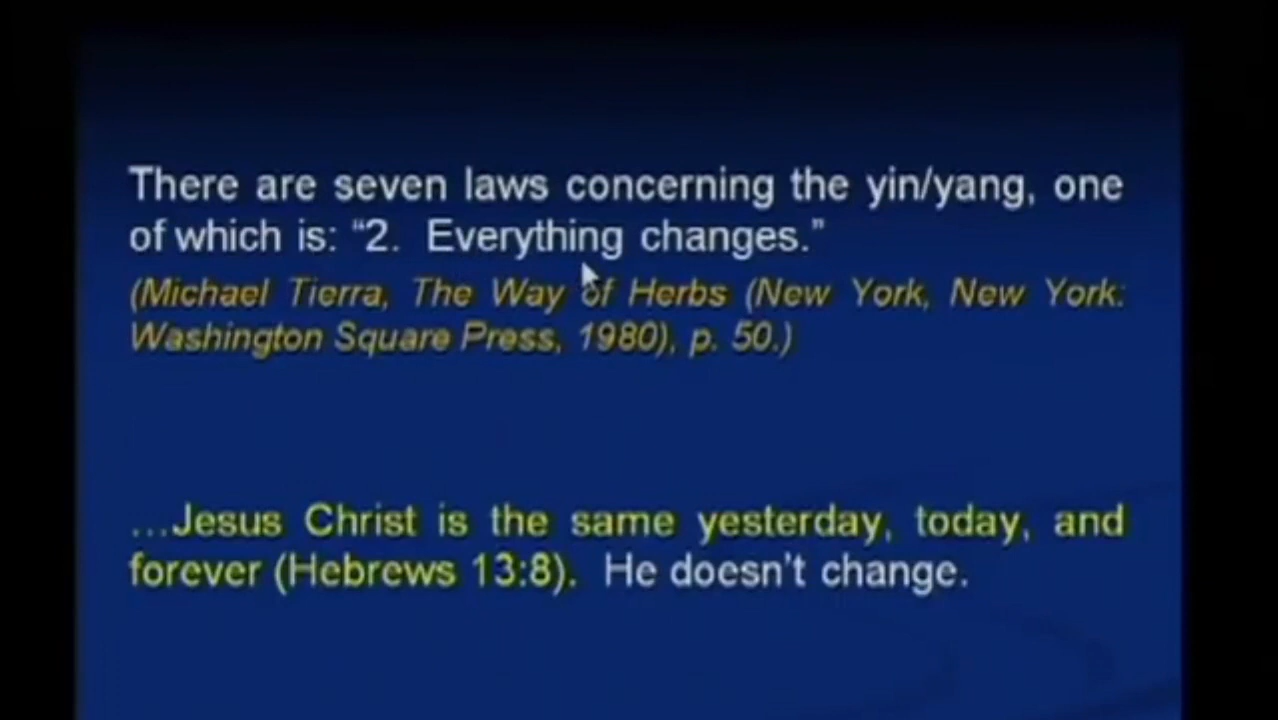 There are seven laws concerning the yin/yang, one
of which is: “2. Everything changes.”
(Michael Tierra, The Way of Herbs (New York, New York:
Washington Square Press, 1980), p. 50.)
…Jesus Christ is the same yesterday, today, and
forever (Hebrews 13:8). He doesn’t change.